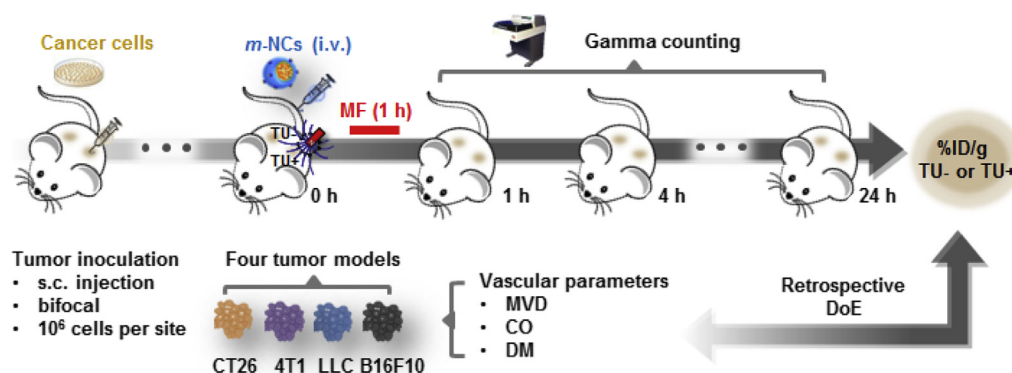 Cancer cells
m-NCs (i.v.)
Gamma counting
MF (1 h)
TU-
TU+
0 h
1 h
4 h
24 h
%ID/g
TU- or TU+
Tumor inoculation
• s.c. injection
• bifocal
• 10⁶ cells per site
Four tumor models
CT26 4T1 LLC B16F10
Vascular parameters
• MVD
• CO
• DM
Retrospective
DoE